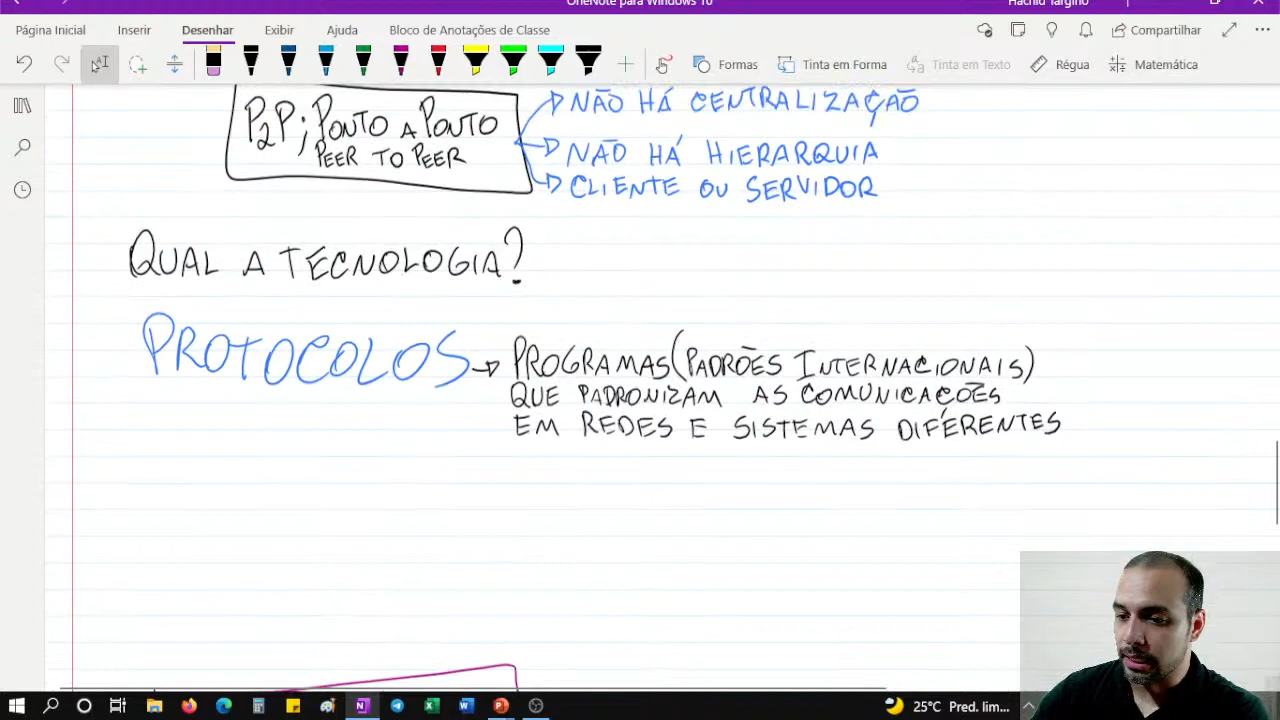 OneNote para Windows 10
Hachid Targino
Página Inicial Inserir Desenhar Exibir Ajuda Bloco de Anotações de Classe
Compartilhar
Formas Tinta em Forma Tinta em Texto Régua Matemática
P2P; PONTO A PONTO
PEER TO PEER
NÃO HÁ CENTRALIZAÇÃO
NÃO HÁ HIERARQUIA
CLIENTE OU SERVIDOR
QUAL A TECNOLOGIA?
PROTOCOLOS → PROGRAMAS (PADRÕES INTERNACIONAIS)
QUE PADRONIZAM AS COMUNICAÇÕES
EM REDES E SISTEMAS DIFERENTES
25°C Pred. lim...